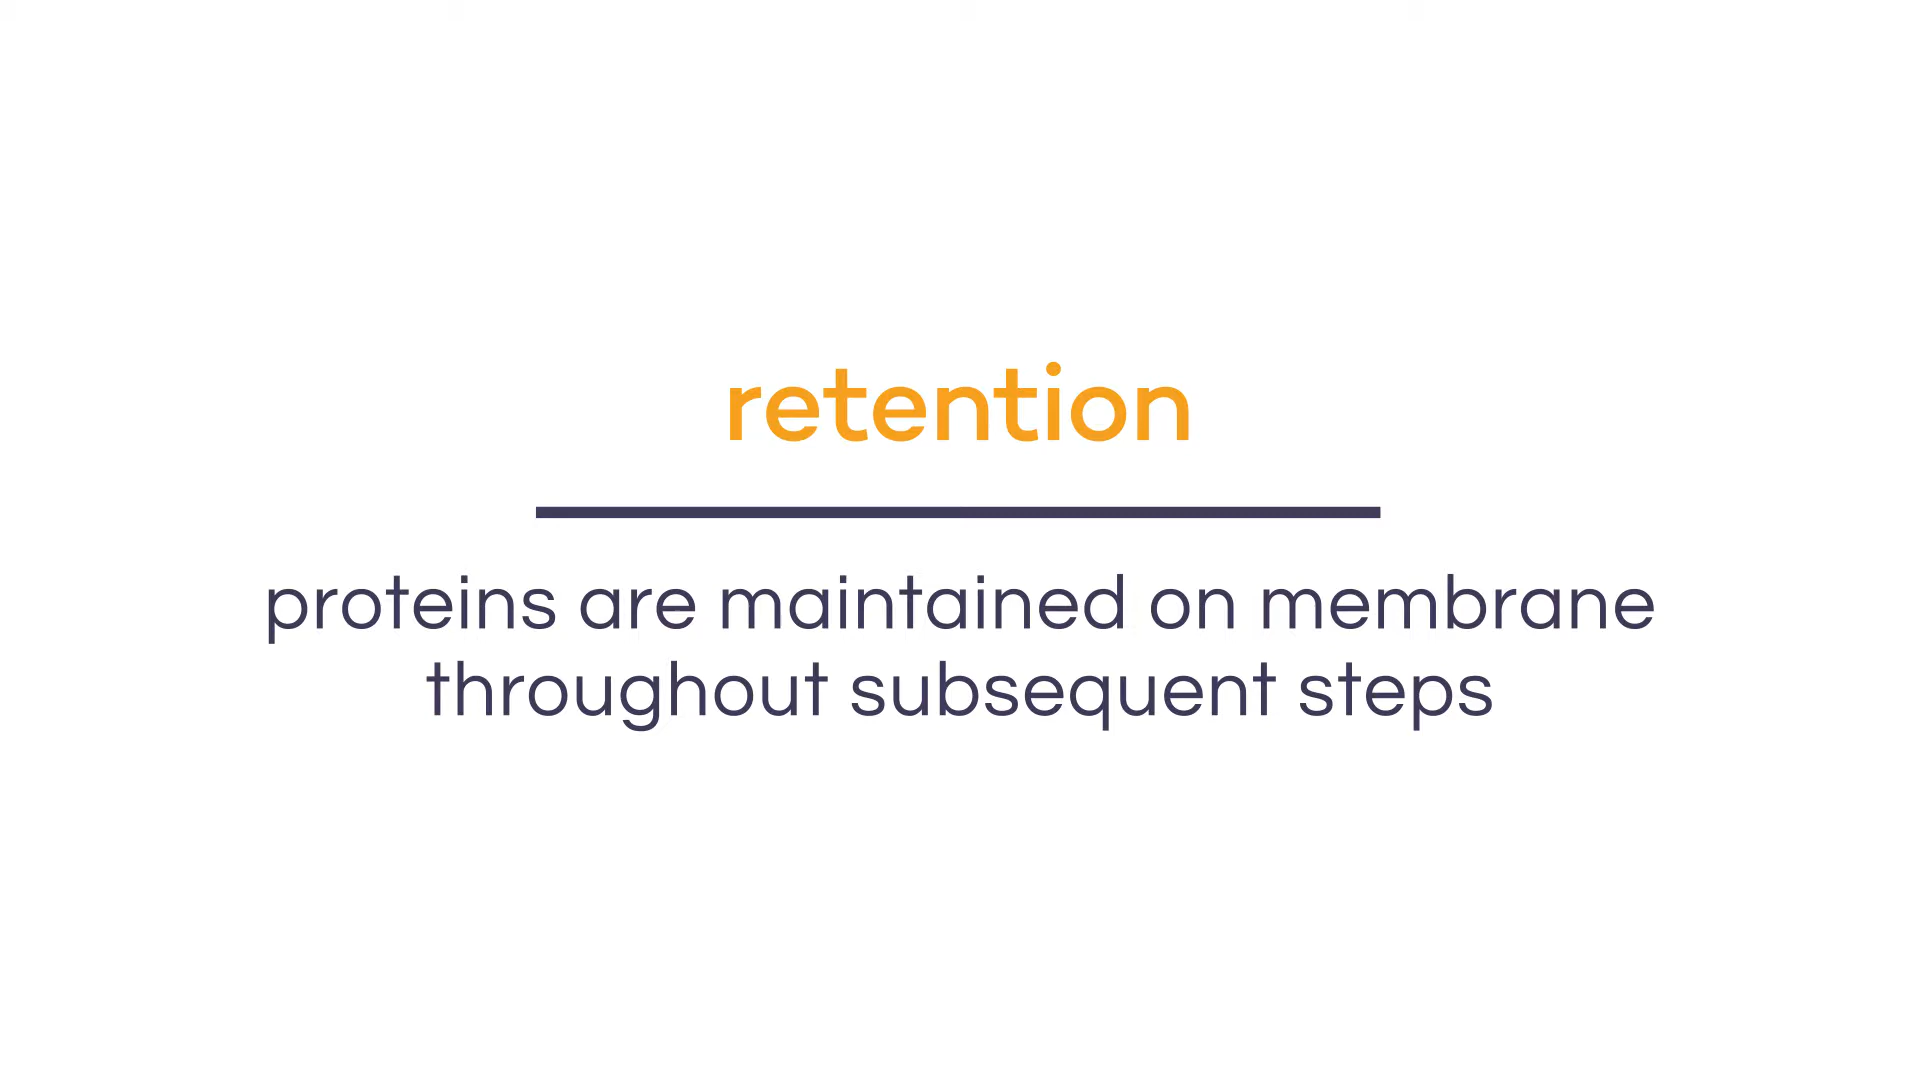 retention
proteins are maintained on membrane
throughout subsequent steps